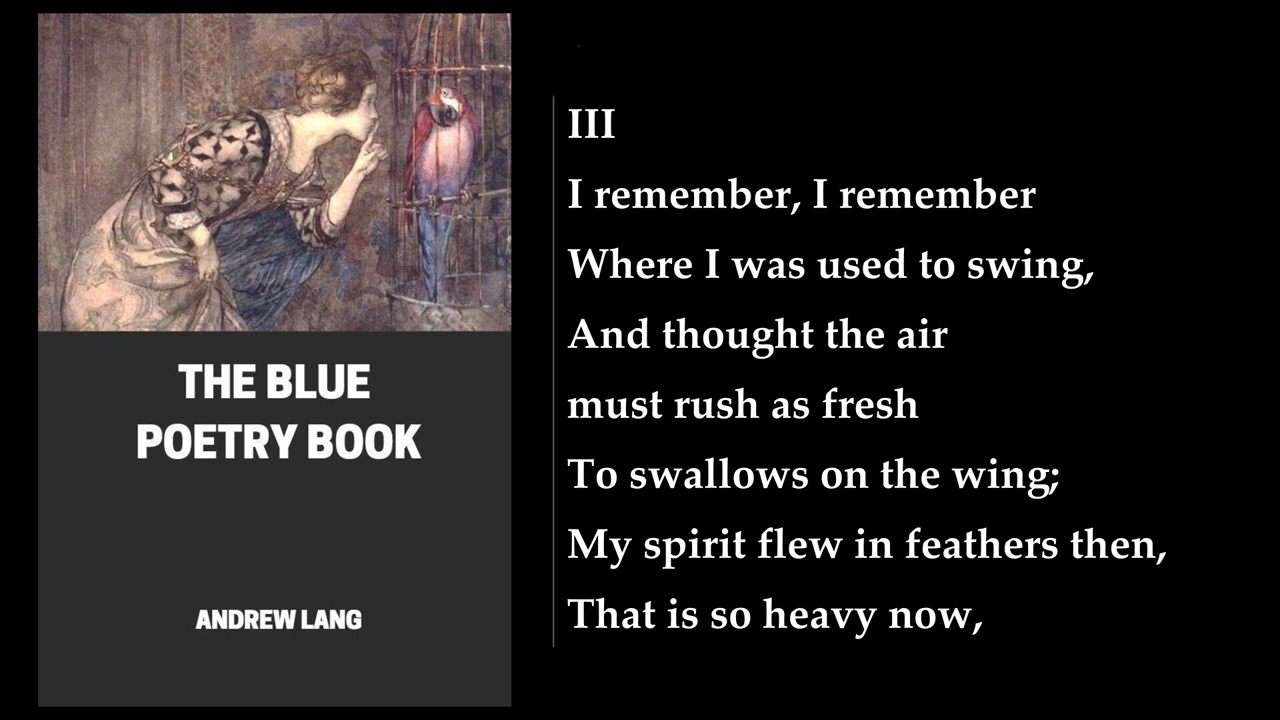 THE BLUE
POETRY BOOK
ANDREW LANG
III
I remember, I remember
Where I was used to swing,
And thought the air
must rush as fresh
To swallows on the wing;
My spirit flew in feathers then,
That is so heavy now,